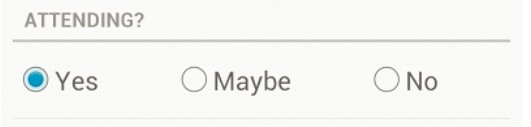 ATTENDING?
Yes Maybe No